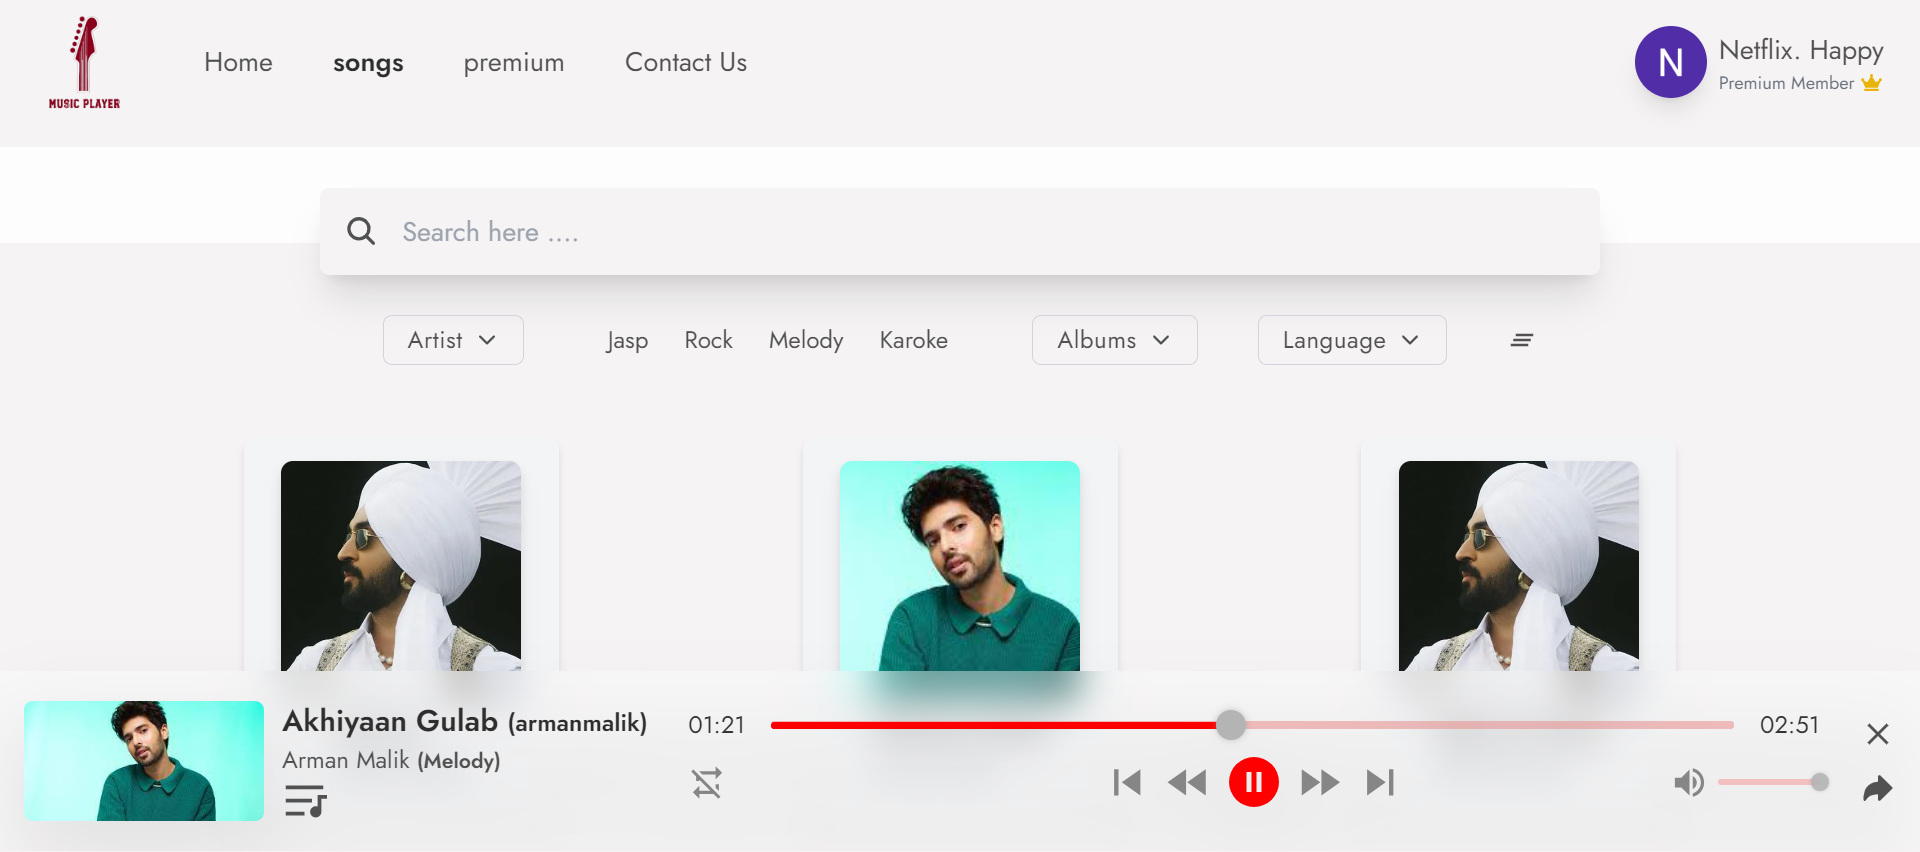 MUSIC PLAYER
Home songs premium Contact Us
N
Netflix. Happy
Premium Member
Search here ....
Artist Jasp Rock Melody Karoke Albums Language
Akhiyaan Gulab (armanmalik)
Arman Malik (Melody)
01:21 02:51